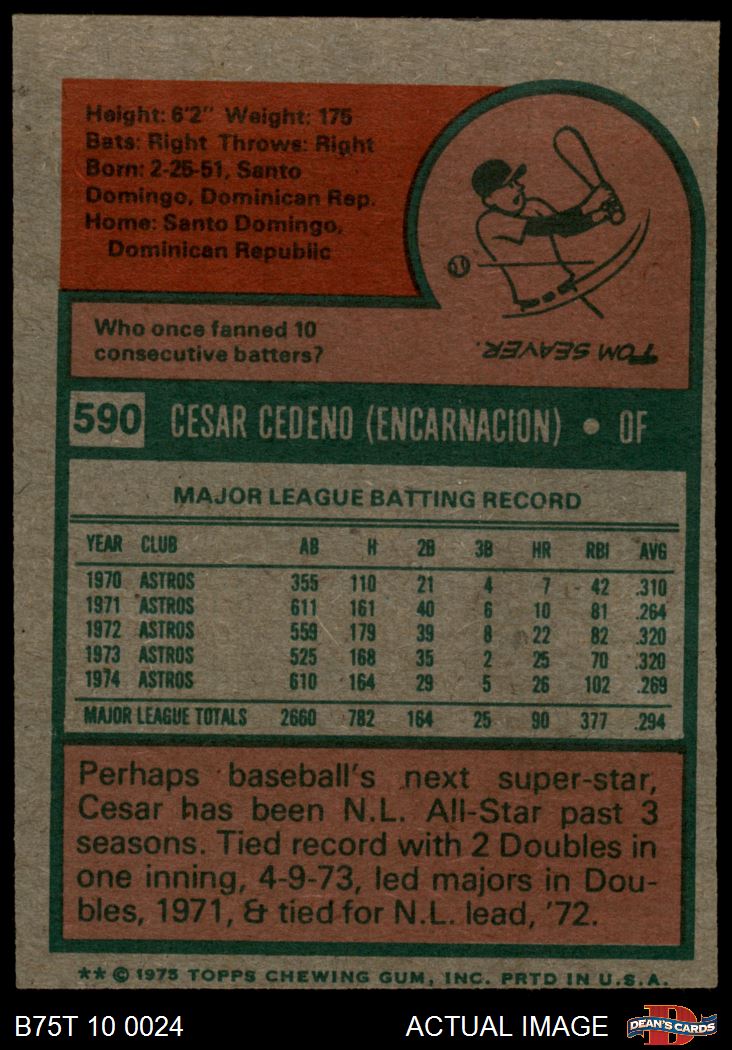 Height: 6'2" Weight: 175
Bats: Right Throws: Right
Born: 2-25-51, Santo
Domingo, Dominican Rep.
Home: Santo Domingo,
Dominican Republic
Who once fanned 10
consecutive batters?
TOM SEAVER.
590 CESAR CEDENO (ENCARNACION) • OF
MAJOR LEAGUE BATTING RECORD
YEAR CLUB AB H 2B 3B HR RBI AVG
1970 ASTROS 355 110 21 4 7 42 .310
1971 ASTROS 611 161 40 6 10 81 .264
1972 ASTROS 559 179 39 8 22 82 .320
1973 ASTROS 525 168 35 2 25 70 .320
1974 ASTROS 610 164 29 5 26 102 .269
MAJOR LEAGUE TOTALS 2660 782 164 25 90 377 .294
Perhaps baseball's next super-star,
Cesar has been N.L. All-Star past 3
seasons. Tied record with 2 Doubles in
one inning, 4-9-73, led majors in Dou-
bles, 1971, & tied for N.L. lead, '72.
** © 1975 TOPPS CHEWING GUM, INC. PRTD IN U.S.A.
B75T 10 0024 ACTUAL IMAGE DEAN'S CARDS